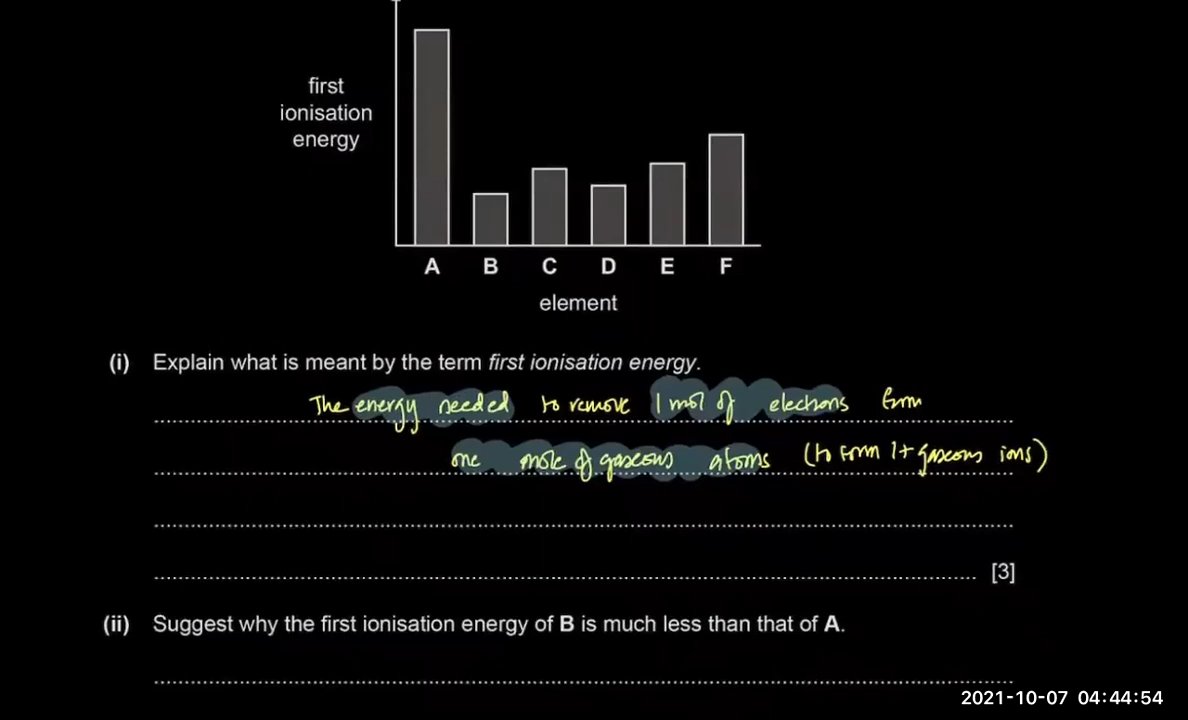 first
ionisation
energy
A B C D E F
element
(i) Explain what is meant by the term first ionisation energy.
The energy needed to remove 1 mol of electrons from
one mole of gaseous atoms (to form 1+ gaseous ions)
[3]
(ii) Suggest why the first ionisation energy of B is much less than that of A.
2021-10-07 04:44:54